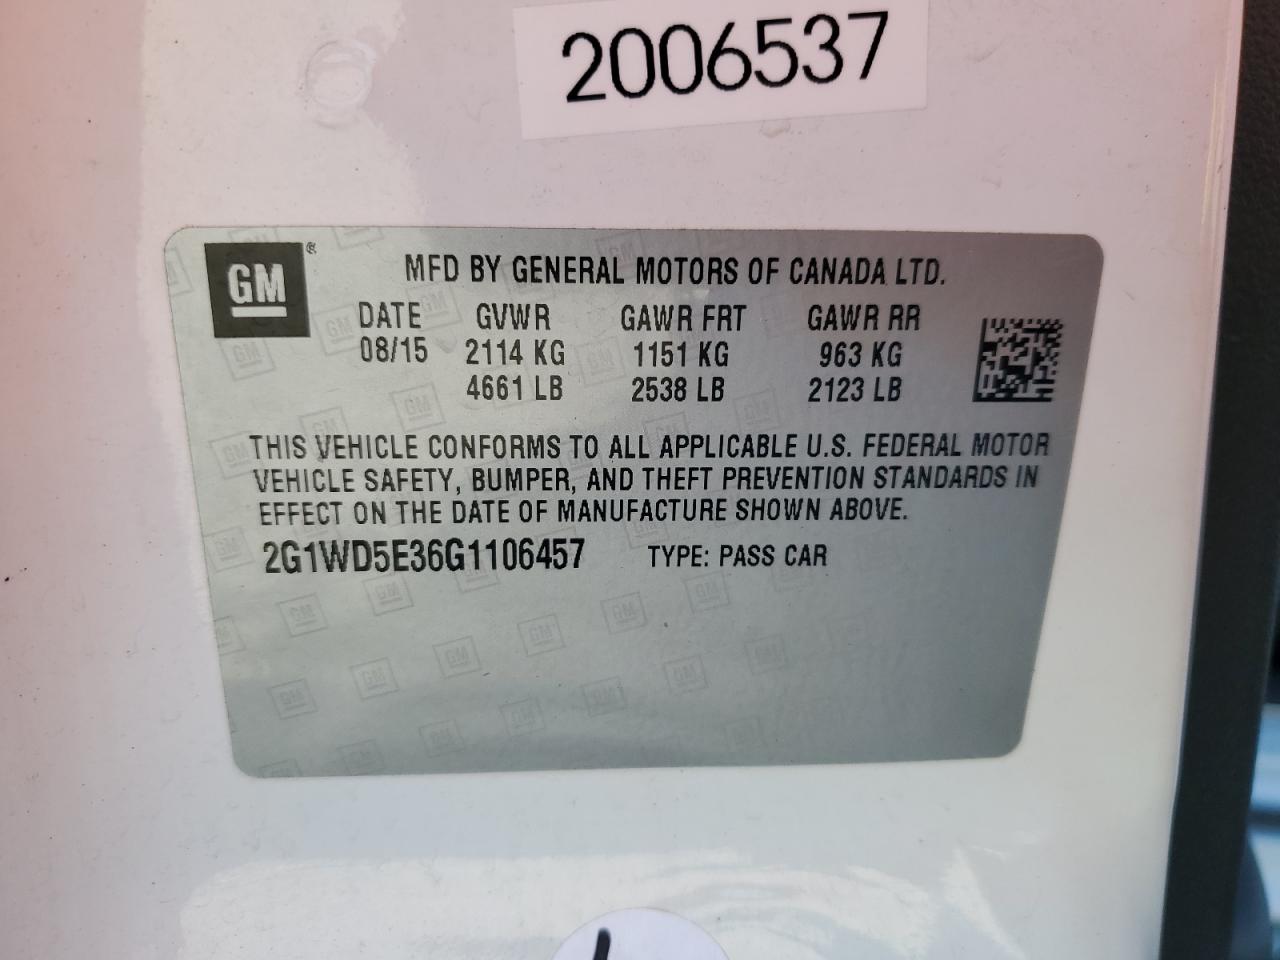 2006537
GM ®
MFD BY GENERAL MOTORS OF CANADA LTD.
DATE GVWR GAWR FRT GAWR RR
08/15 2114 KG 1151 KG 963 KG
4661 LB 2538 LB 2123 LB
THIS VEHICLE CONFORMS TO ALL APPLICABLE U.S. FEDERAL MOTOR
VEHICLE SAFETY, BUMPER, AND THEFT PREVENTION STANDARDS IN
EFFECT ON THE DATE OF MANUFACTURE SHOWN ABOVE.
2G1WD5E36G1106457 TYPE: PASS CAR